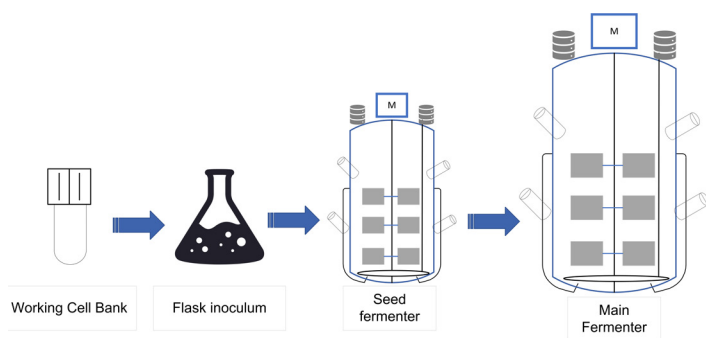 M
M
Working Cell Bank
Flask inoculum
Seed
fermenter
Main
Fermenter